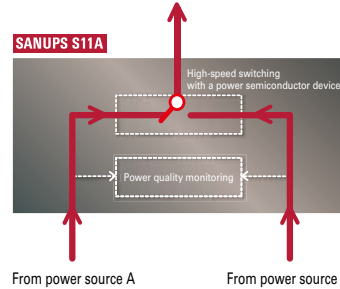 SANUPS S11A
High-speed switching
with a power semiconductor device
Power quality monitoring
From power source A
From power source